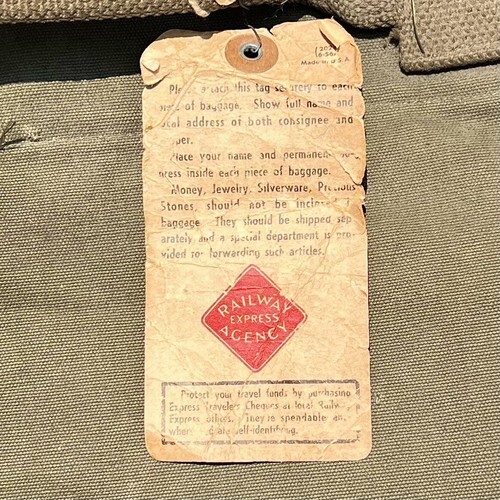 (202
(6-50)
Made in U.S.A.
Please attach this tag securely to each
piece of baggage. Show full name and
local address of both consignee and
Place your name and permanent
dress inside each piece of baggage.
Money, Jewelry, Silverware, Precious
Stones, should not be included
baggage. They should be shipped sep
arately and a special department is pro-
vided for forwarding such articles.
RAILWAY
EXPRESS
AGENCY
Protect your travel funds by purchasing
Express Travelers Cheques at local Railway
Express offices. They're spendable
where and are self-identifying.